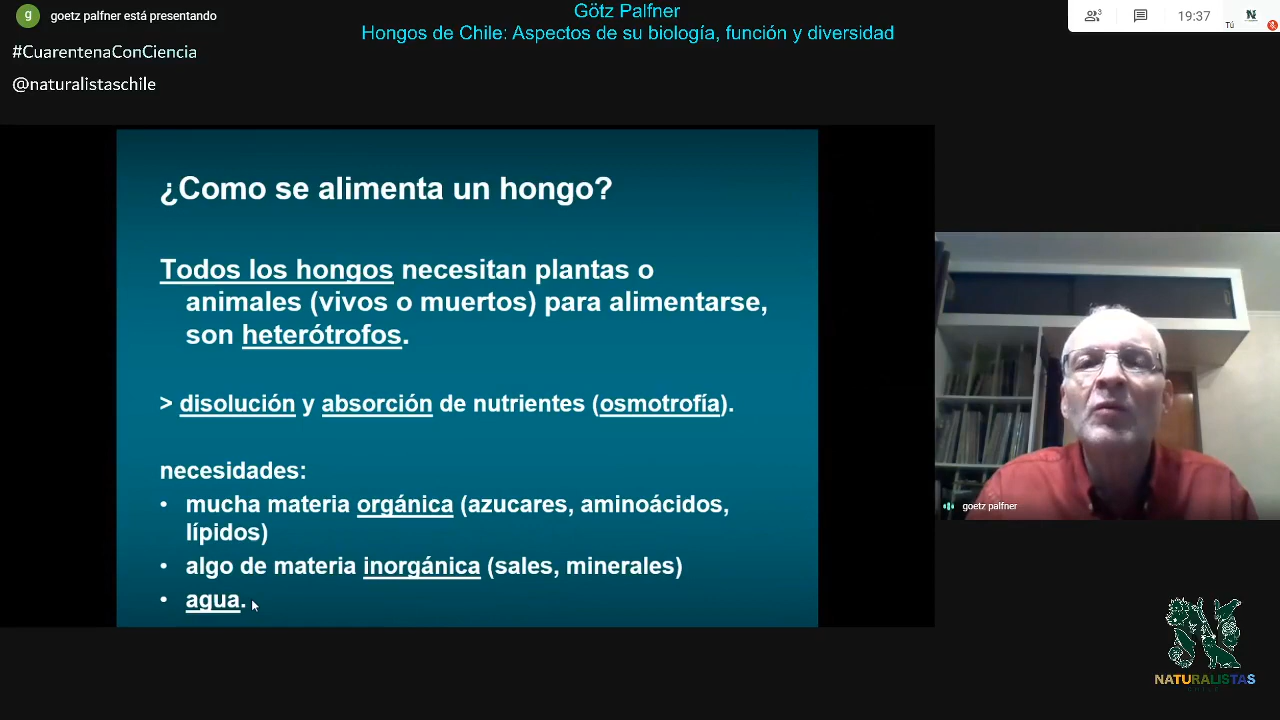 goetz palfner está presentando
Götz Palfner
Hongos de Chile: Aspectos de su biología, función y diversidad
3
19:37
Tú
#CuarentenaConCiencia
@naturalistaschile
¿Como se alimenta un hongo?
Todos los hongos necesitan plantas o
animales (vivos o muertos) para alimentarse,
son heterótrofos.
> disolución y absorción de nutrientes (osmotrofía).
necesidades:
• mucha materia orgánica (azucares, aminoácidos,
lípidos)
• algo de materia inorgánica (sales, minerales)
• agua.
goetz palfner
NATURALISTAS
CHILE